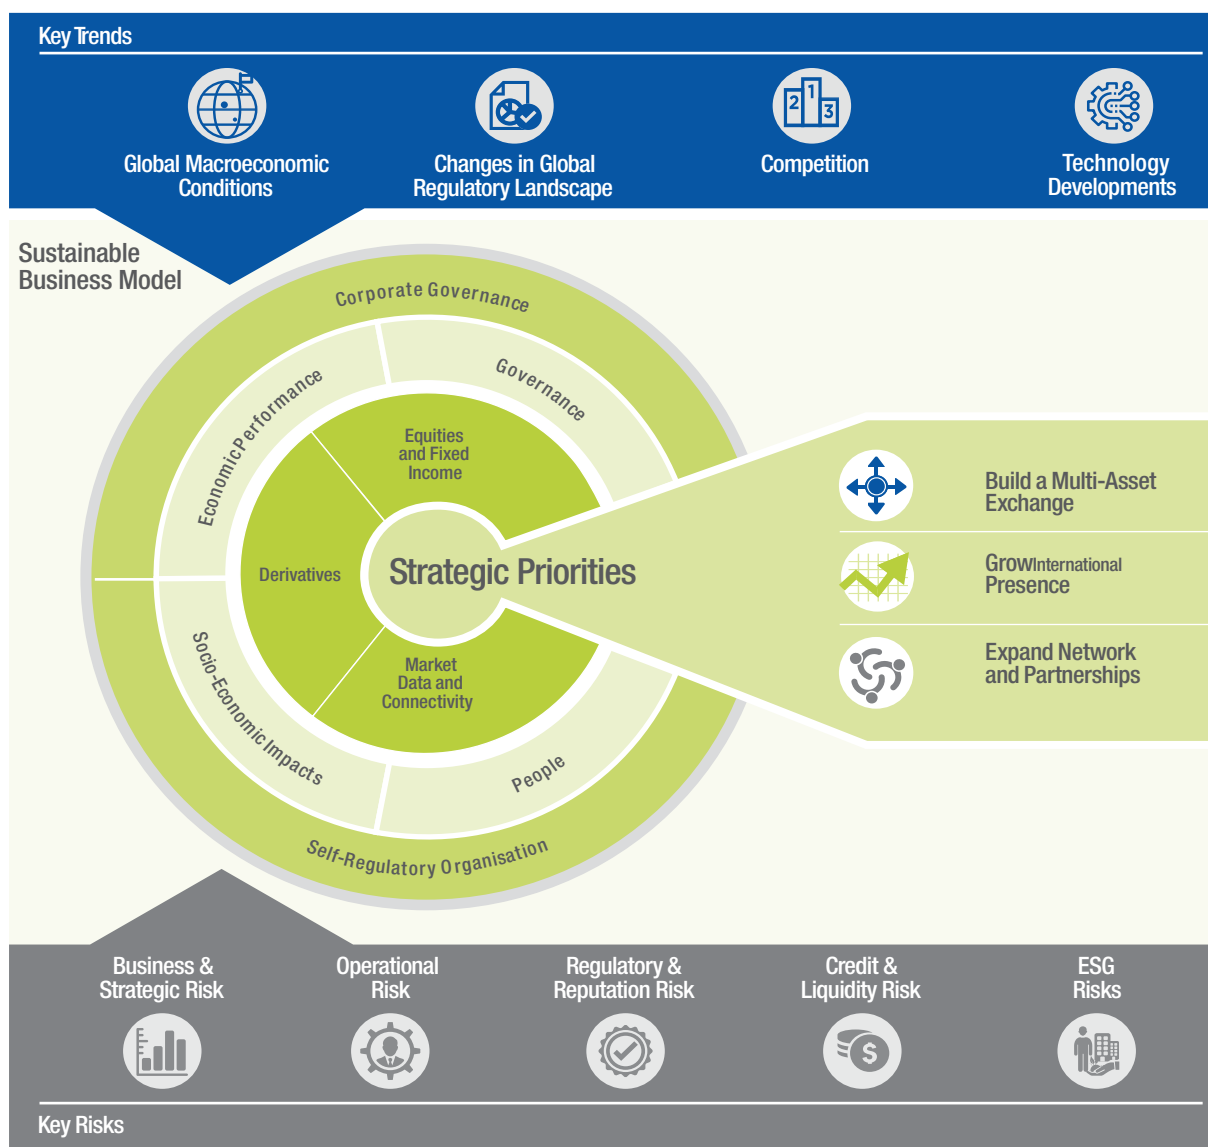 Key Trends
Global Macroeconomic
Conditions
Changes in Global
Regulatory Landscape
1
2
3
Competition
Technology
Developments
Sustainable
Business Model
Corporate Governance
Economic Performance
Governance
Equities
and Fixed
Income
Derivatives
Strategic Priorities
Market
Data and
Connectivity
Socio-Economic Impacts
People
Self-Regulatory Organisation
Build a Multi-Asset
Exchange
Grow International
Presence
Expand Network
and Partnerships
Business &
Strategic Risk
Operational
Risk
Regulatory &
Reputation Risk
Credit &
Liquidity Risk
$
ESG
Risks
Key Risks